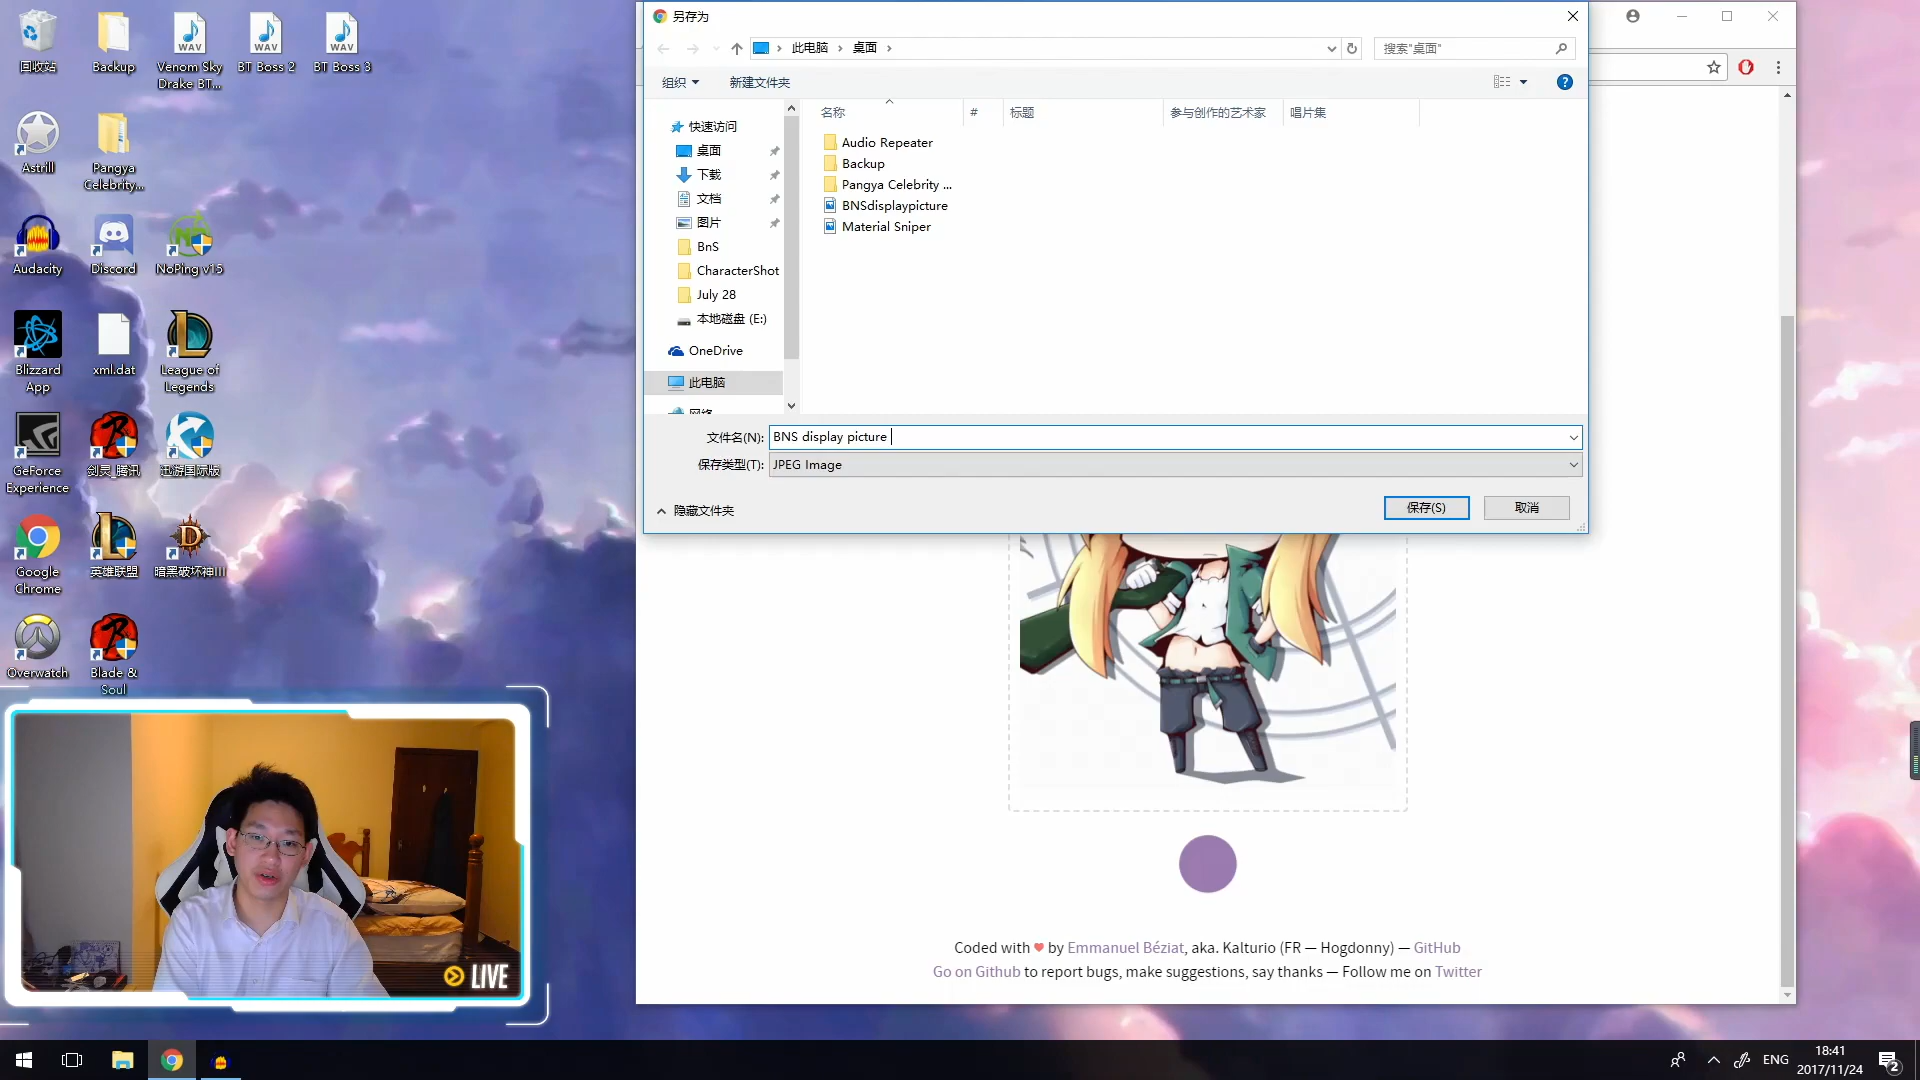 回收站
Backup
Venom Sky
Drake BT...
BT Boss 2
BT Boss 3
Astrill
Pangya
Celebrity...
Audacity
Discord
NoPing v15
Blizzard
App
xml.dat
League of
Legends
GeForce
Experience
剑灵_腾讯
迅游国际版
Google
Chrome
英雄联盟
暗黑破坏神III
Overwatch
Blade &
Soul
WAV
WAV
WAV
LIVE
另存为
此电脑
桌面
搜索"桌面"
组织
新建文件夹
快速访问
桌面
下载
文档
图片
BnS
CharacterShot
July 28
本地磁盘 (E:)
OneDrive
此电脑
网络
名称
#
标题
参与创作的艺术家
唱片集
Audio Repeater
Backup
Pangya Celebrity ...
BNSdisplaypicture
Material Sniper
文件名(N):
BNS display picture
保存类型(T):
JPEG Image
隐藏文件夹
保存(S)
取消
Coded with ♥ by Emmanuel Béziat, aka. Kalturio (FR — Hogdonny) — GitHub
Go on Github to report bugs, make suggestions, say thanks — Follow me on Twitter
ENG
18:41
2017/11/24
2